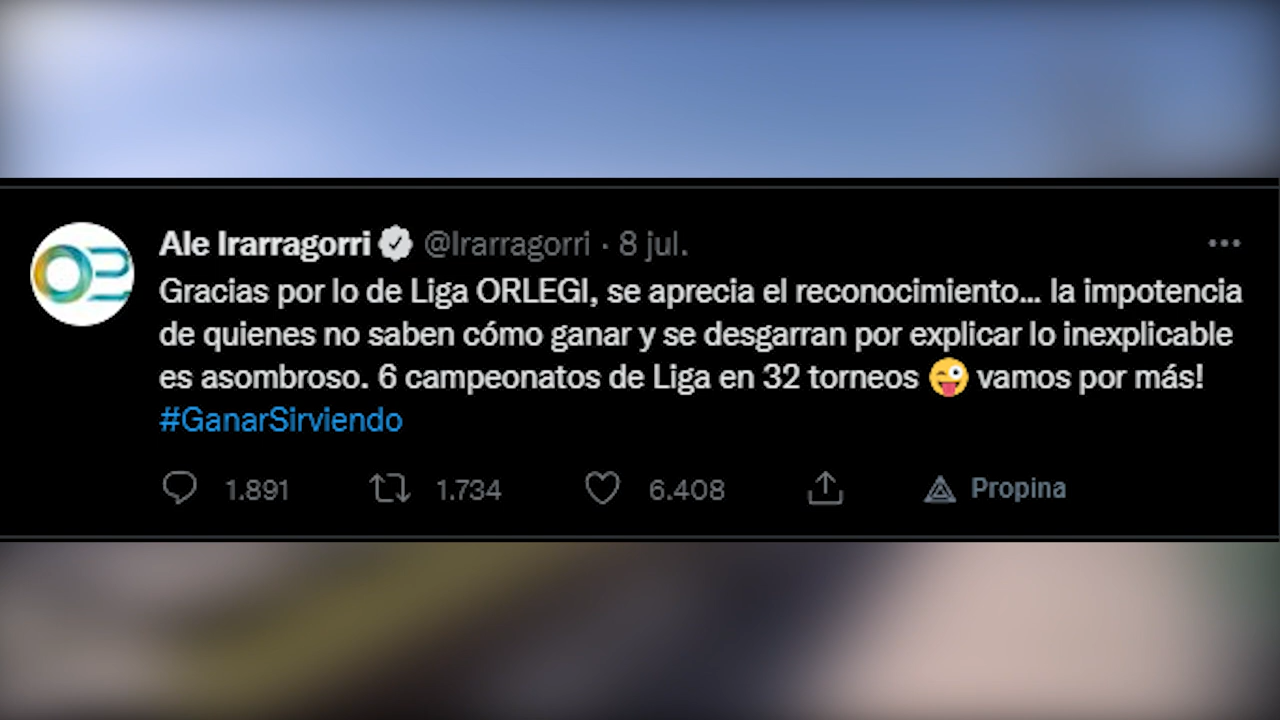 Ale Irarragorri @Irarragorri · 8 jul.
Gracias por lo de Liga ORLEGI, se aprecia el reconocimiento... la impotencia
de quienes no saben cómo ganar y se desgarran por explicar lo inexplicable
es asombroso. 6 campeonatos de Liga en 32 torneos 😜 vamos por más!
#GanarSirviendo
1.891 1.734 6.408 Propina